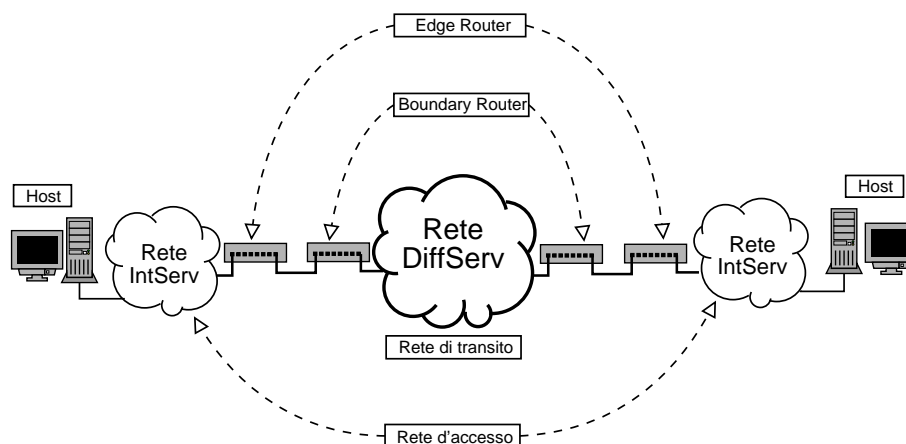 Edge Router
Boundary Router
Host
Host
Rete
IntServ
Rete
DiffServ
Rete
IntServ
Rete di transito
Rete d'accesso